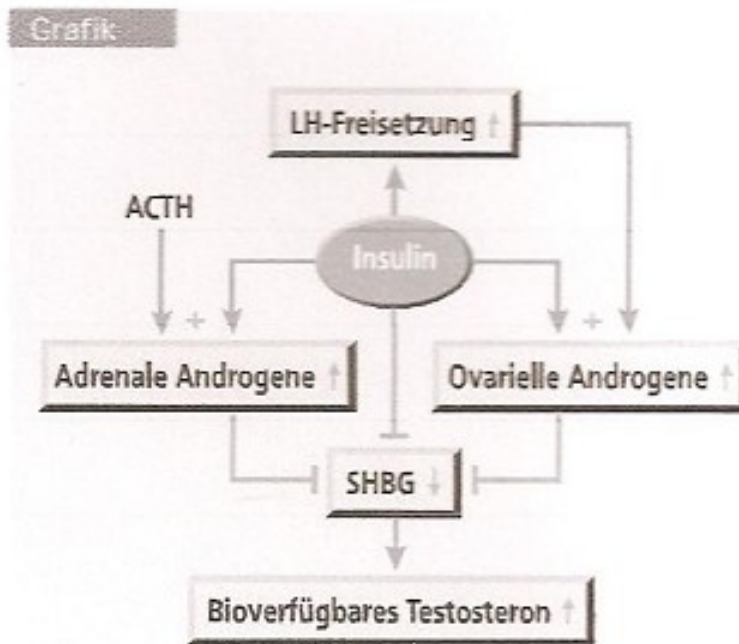 Grafik
LH-Freisetzung ↑
ACTH
Insulin
+ +
Adrenale Androgene ↑
Ovarielle Androgene ↑
SHBG ↓
Bioverfügbares Testosteron ↑